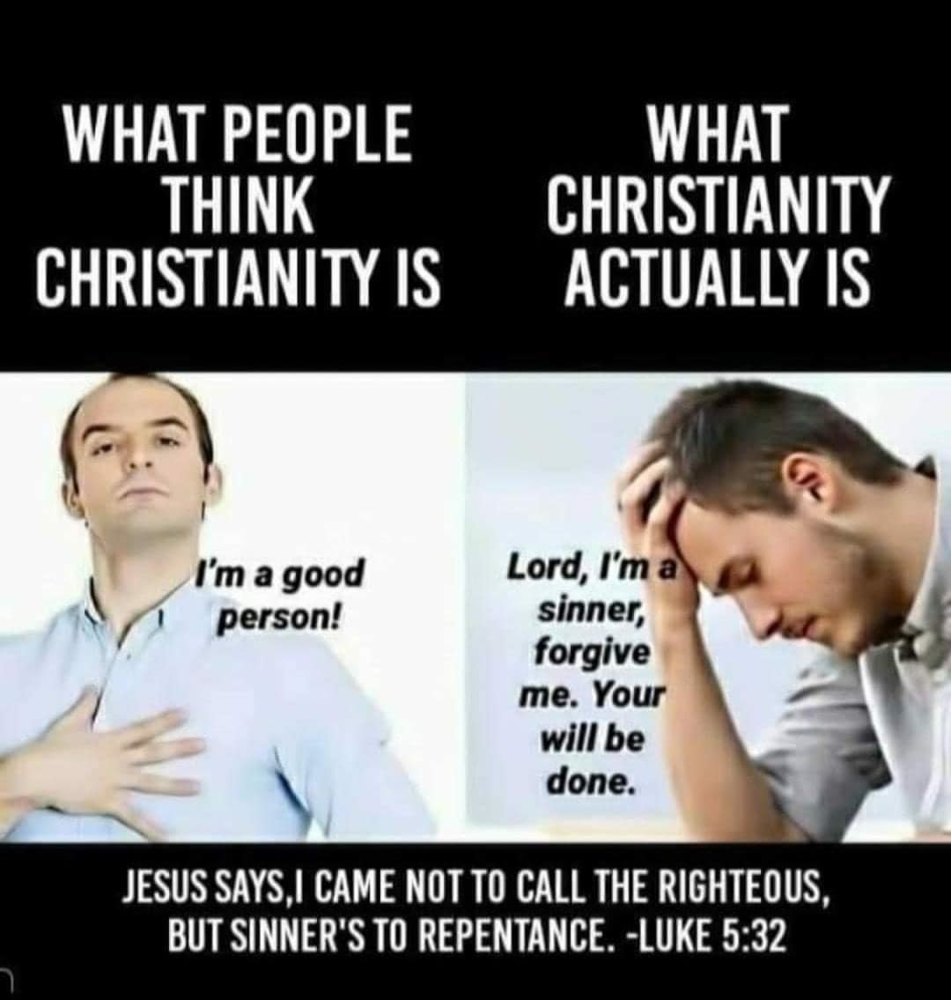 WHAT PEOPLE
THINK
CHRISTIANITY IS
WHAT
CHRISTIANITY
ACTUALLY IS
I'm a good
person!
Lord, I'm a
sinner,
forgive
me. Your
will be
done.
JESUS SAYS,I CAME NOT TO CALL THE RIGHTEOUS,
BUT SINNER'S TO REPENTANCE. -LUKE 5:32